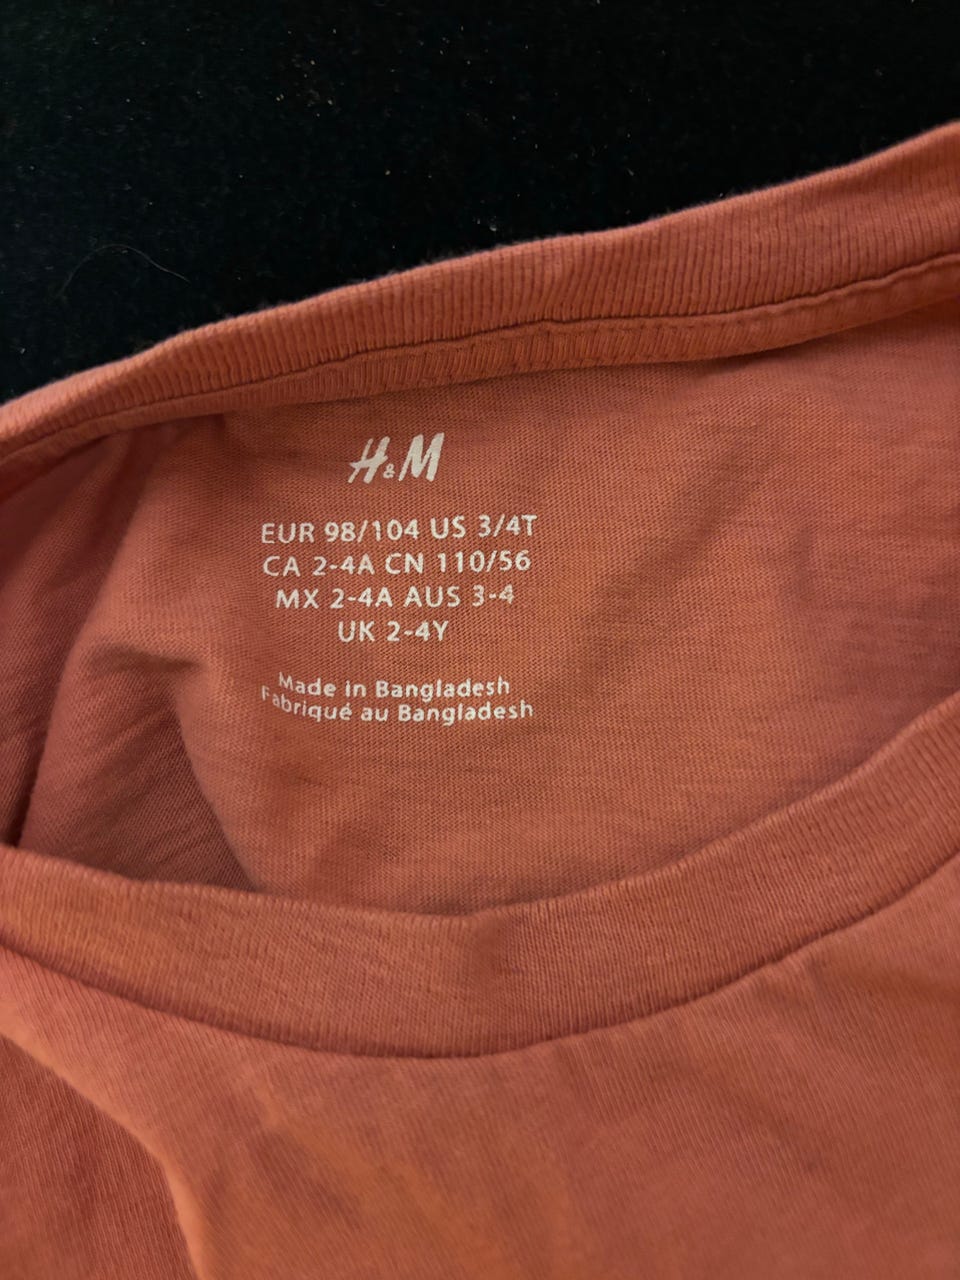 H&M
EUR 98/104 US 3/4T
CA 2-4A CN 110/56
MX 2-4A AUS 3-4
UK 2-4Y
Made in Bangladesh
Fabriqué au Bangladesh